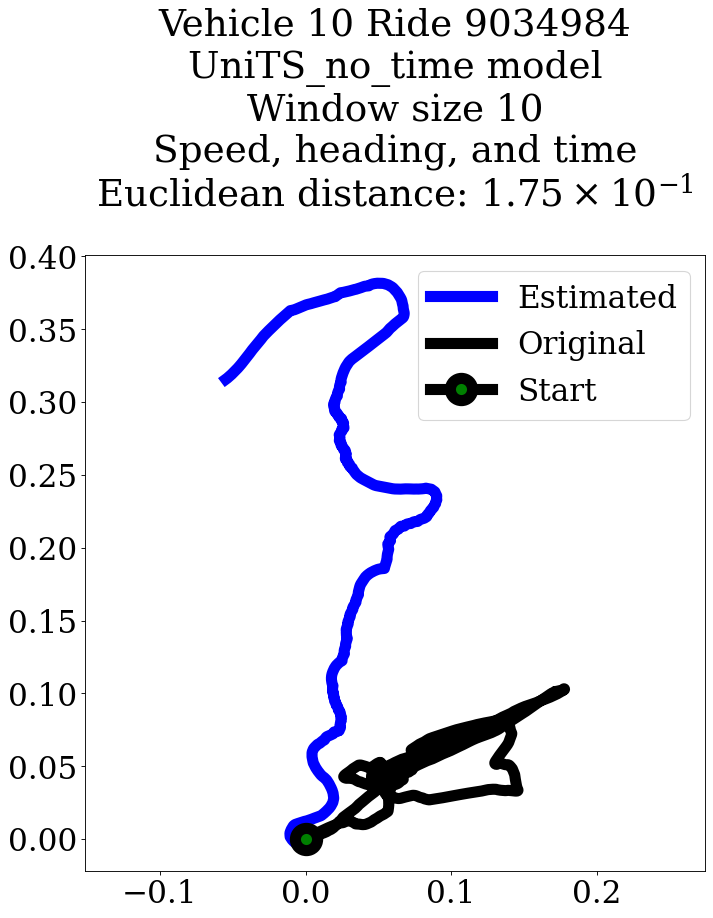 Vehicle 10 Ride 9034984
UniTS_no_time model
Window size 10
Speed, heading, and time
Euclidean distance: 1.75 × 10⁻¹
Estimated
Original
Start
0.40
0.35
0.30
0.25
0.20
0.15
0.10
0.05
0.00
−0.1 0.0 0.1 0.2